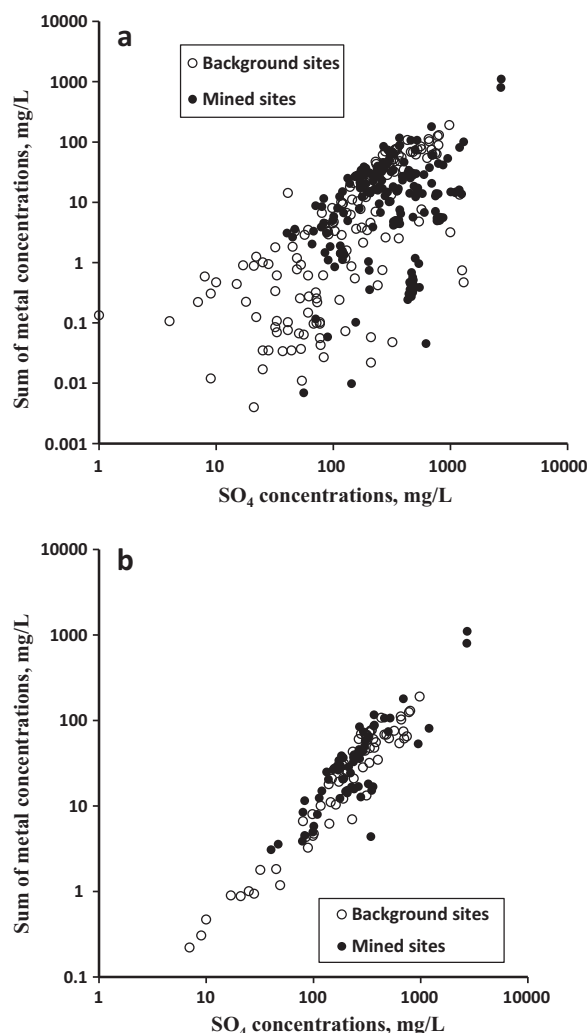 a
Background sites
Mined sites
10000
1000
100
10
1
0.1
0.01
0.001
Sum of metal concentrations, mg/L
1 10 100 1000 10000
SO4 concentrations, mg/L
b
10000
1000
100
10
1
0.1
Sum of metal concentrations, mg/L
Background sites
Mined sites
1 10 100 1000 10000
SO4 concentrations, mg/L